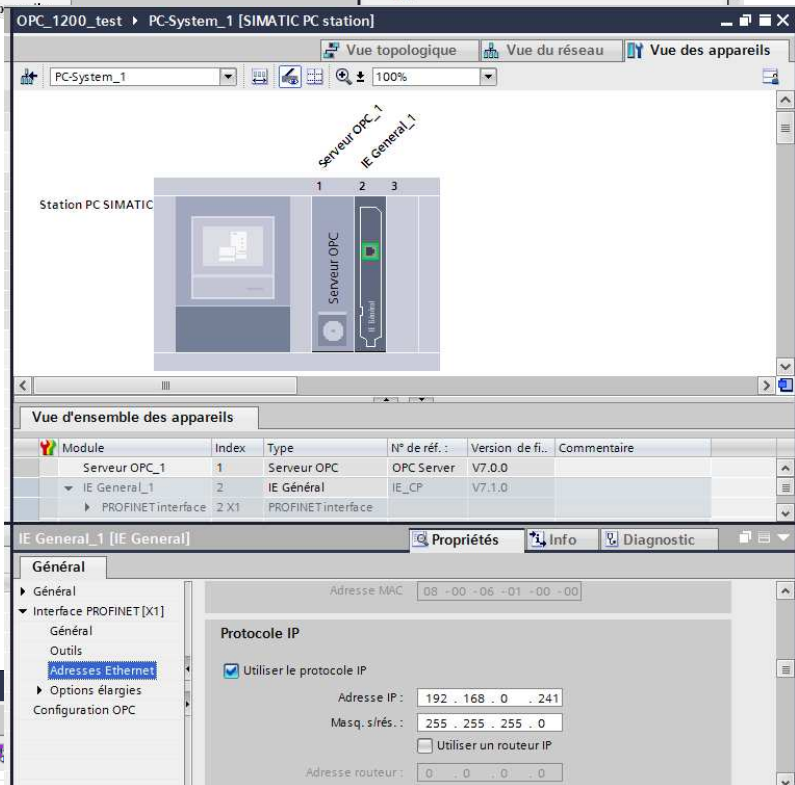 OPC_1200_test ▸ PC-System_1 [SIMATIC PC station]
Vue topologique Vue du réseau Vue des appareils
PC-System_1 100%
Serveur OPC_1
IE General_1
1 2 3
Station PC SIMATIC
Serveur OPC
IE Général
Vue d'ensemble des appareils
Module Index Type N° de réf. : Version de fi.. Commentaire
Serveur OPC_1 1 Serveur OPC OPC Server V7.0.0
IE General_1 2 IE Général IE_CP V7.1.0
PROFINET interface 2 X1 PROFINET interface
IE General_1 [IE General] Propriétés Info Diagnostic
Général
Général
Interface PROFINET [X1]
Général
Outils
Adresses Ethernet
Options élargies
Configuration OPC
Adresse MAC 08 -00 -06 -01 -00 -00
Protocole IP
Utiliser le protocole IP
Adresse IP : 192 . 168 . 0 . 241
Masq. s/rés. : 255 . 255 . 255 . 0
Utiliser un routeur IP
Adresse routeur : 0 . 0 . 0 . 0